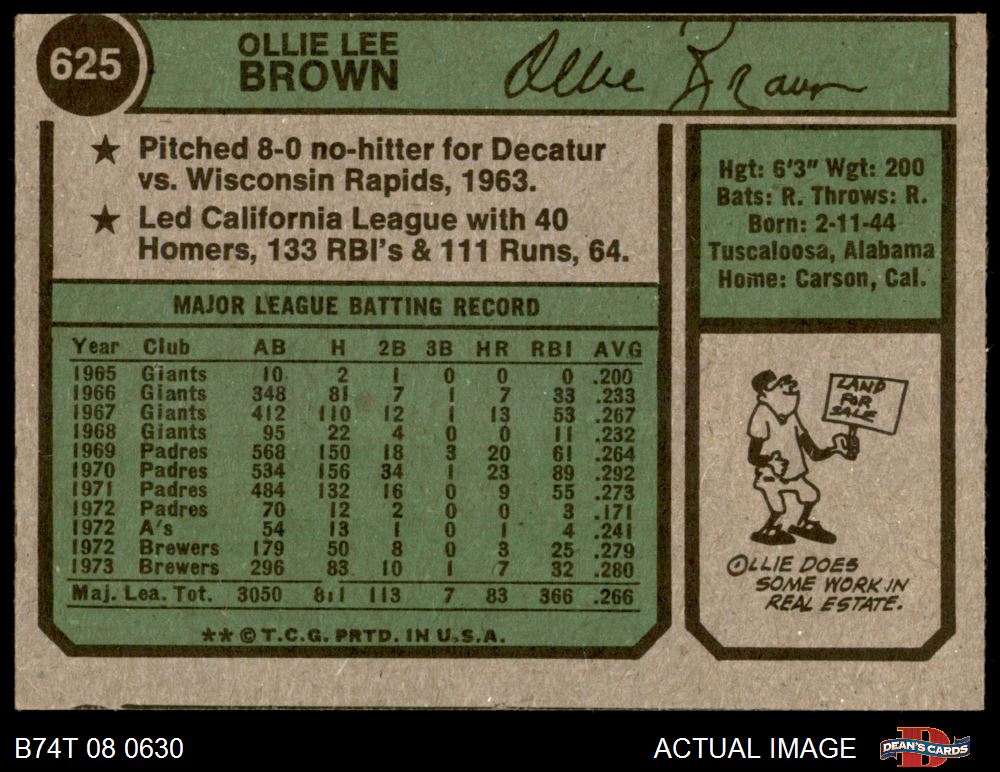 625
OLLIE LEE
BROWN
Ollie Brown
★ Pitched 8-0 no-hitter for Decatur
vs. Wisconsin Rapids, 1963.
★ Led California League with 40
Homers, 133 RBI's & 111 Runs, 64.
Hgt: 6'3" Wgt: 200
Bats: R. Throws: R.
Born: 2-11-44
Tuscaloosa, Alabama
Home: Carson, Cal.
MAJOR LEAGUE BATTING RECORD
Year Club AB H 2B 3B HR RBI AVG
1965 Giants 10 2 1 0 0 0 .200
1966 Giants 348 81 7 1 7 33 .233
1967 Giants 412 110 12 1 13 53 .267
1968 Giants 95 22 4 0 0 11 .232
1969 Padres 568 150 18 3 20 61 .264
1970 Padres 534 156 34 1 23 89 .292
1971 Padres 484 132 16 0 9 55 .273
1972 Padres 70 12 2 0 0 3 .171
1972 A's 54 13 1 0 1 4 .241
1972 Brewers 179 50 8 0 3 25 .279
1973 Brewers 296 83 10 1 7 32 .280
Maj. Lea. Tot. 3050 811 113 7 83 366 .266
** © T.C.G. PRTD. IN U.S.A.
LAND
FOR
SALE
OLLIE DOES
SOME WORK IN
REAL ESTATE.
B74T 08 0630
ACTUAL IMAGE
D
DEAN'S CARDS